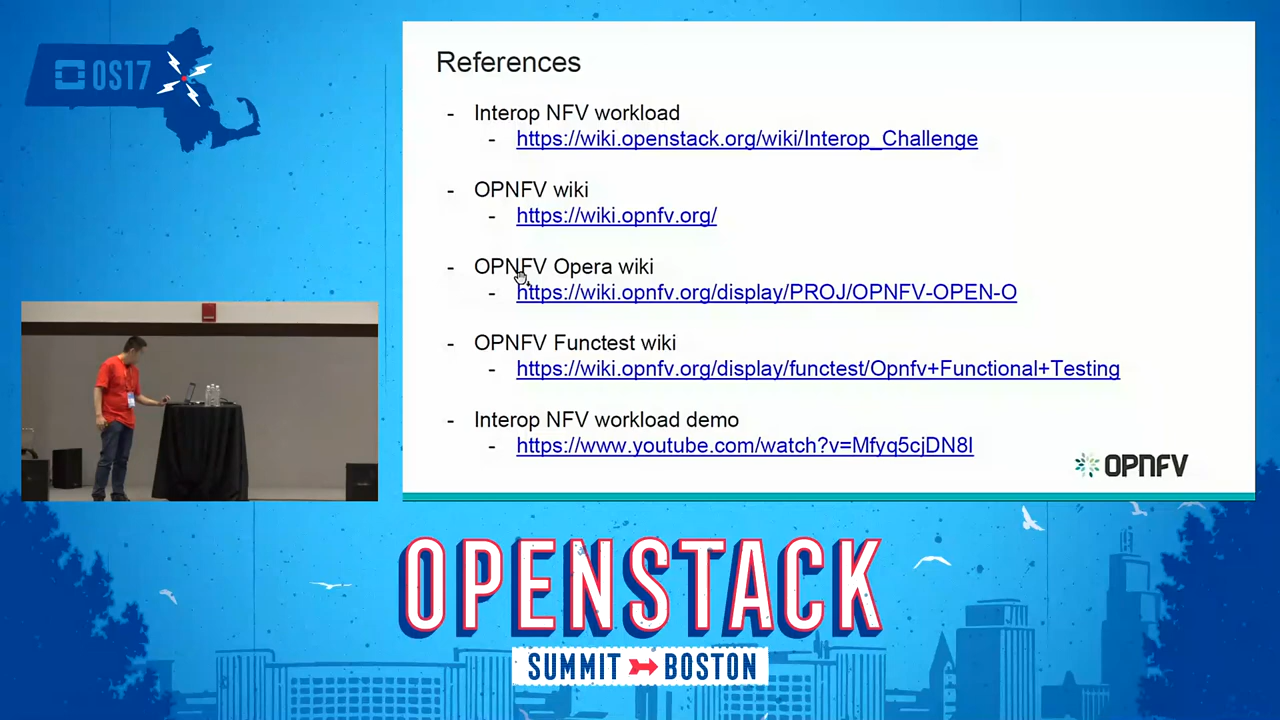 OS17
References
- Interop NFV workload
- https://wiki.openstack.org/wiki/Interop_Challenge
- OPNFV wiki
- https://wiki.opnfv.org/
- OPNFV Opera wiki
- https://wiki.opnfv.org/display/PROJ/OPNFV-OPEN-O
- OPNFV Functest wiki
- https://wiki.opnfv.org/display/functest/Opnfv+Functional+Testing
- Interop NFV workload demo
- https://www.youtube.com/watch?v=Mfyq5cjDN8I
OPNFV
OPENSTACK
SUMMIT BOSTON